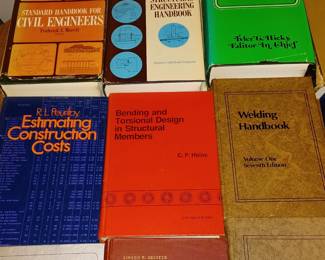 STANDARD HANDBOOK FOR
CIVIL ENGINEERS
Frederick S. Merritt
STRUCTURAL
ENGINEERING
HANDBOOK
Tyler G. Hicks
Editor-In-Chief
R.L. Peurifoy
Estimating
Construction
Costs
Bending and
Torsional Design
in Structural
Members
C. P. Heins
Welding
Handbook
Volume One
Seventh Edition